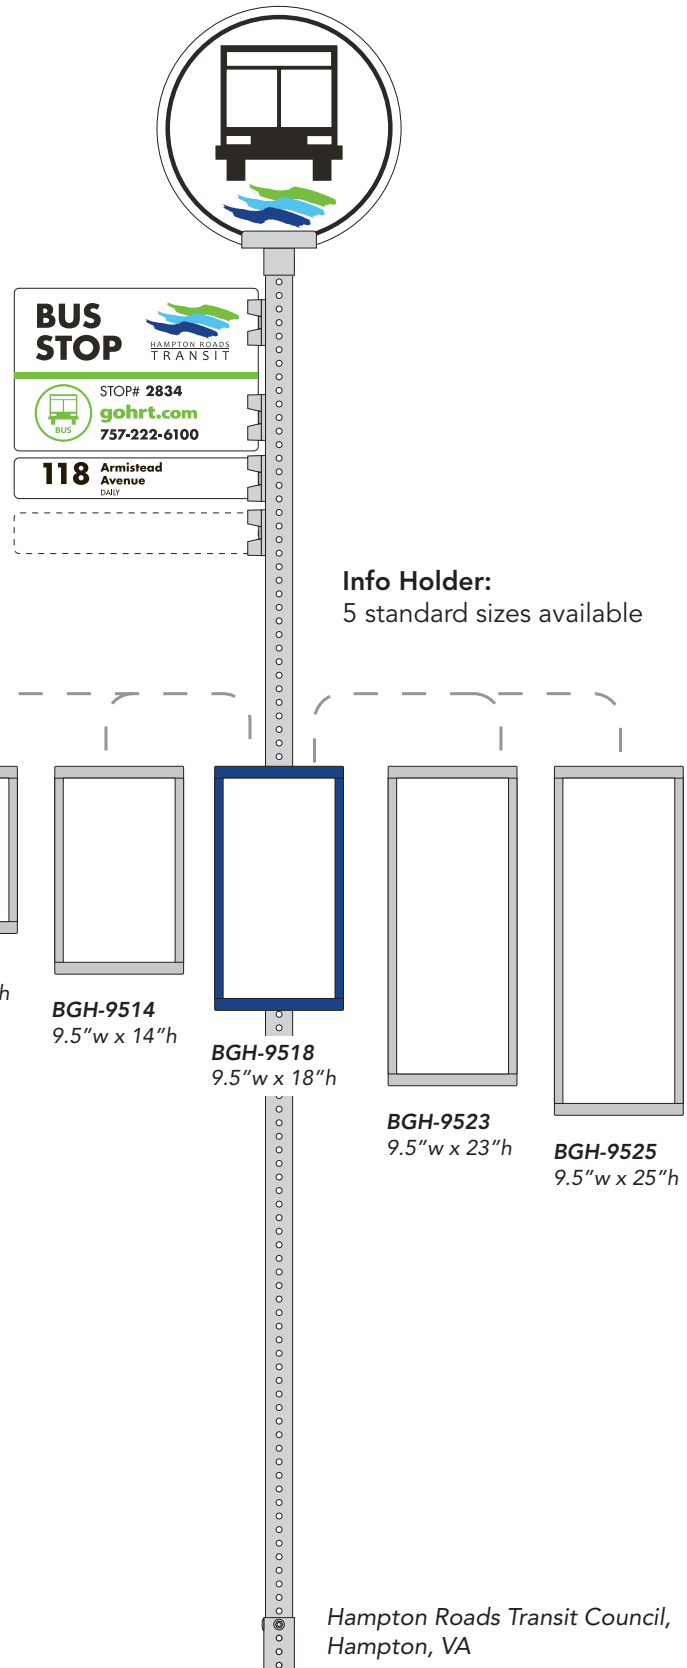 BUS
STOP
HAMPTON ROADS
TRANSIT
STOP# 2834
gohrt.com
757-222-6100
BUS
118 Armistead
Avenue
DAILY
Info Holder:
5 standard sizes available
h
BGH-9514
9.5"w x 14"h
BGH-9518
9.5"w x 18"h
BGH-9523
9.5"w x 23"h
BGH-9525
9.5"w x 25"h
Hampton Roads Transit Council,
Hampton, VA